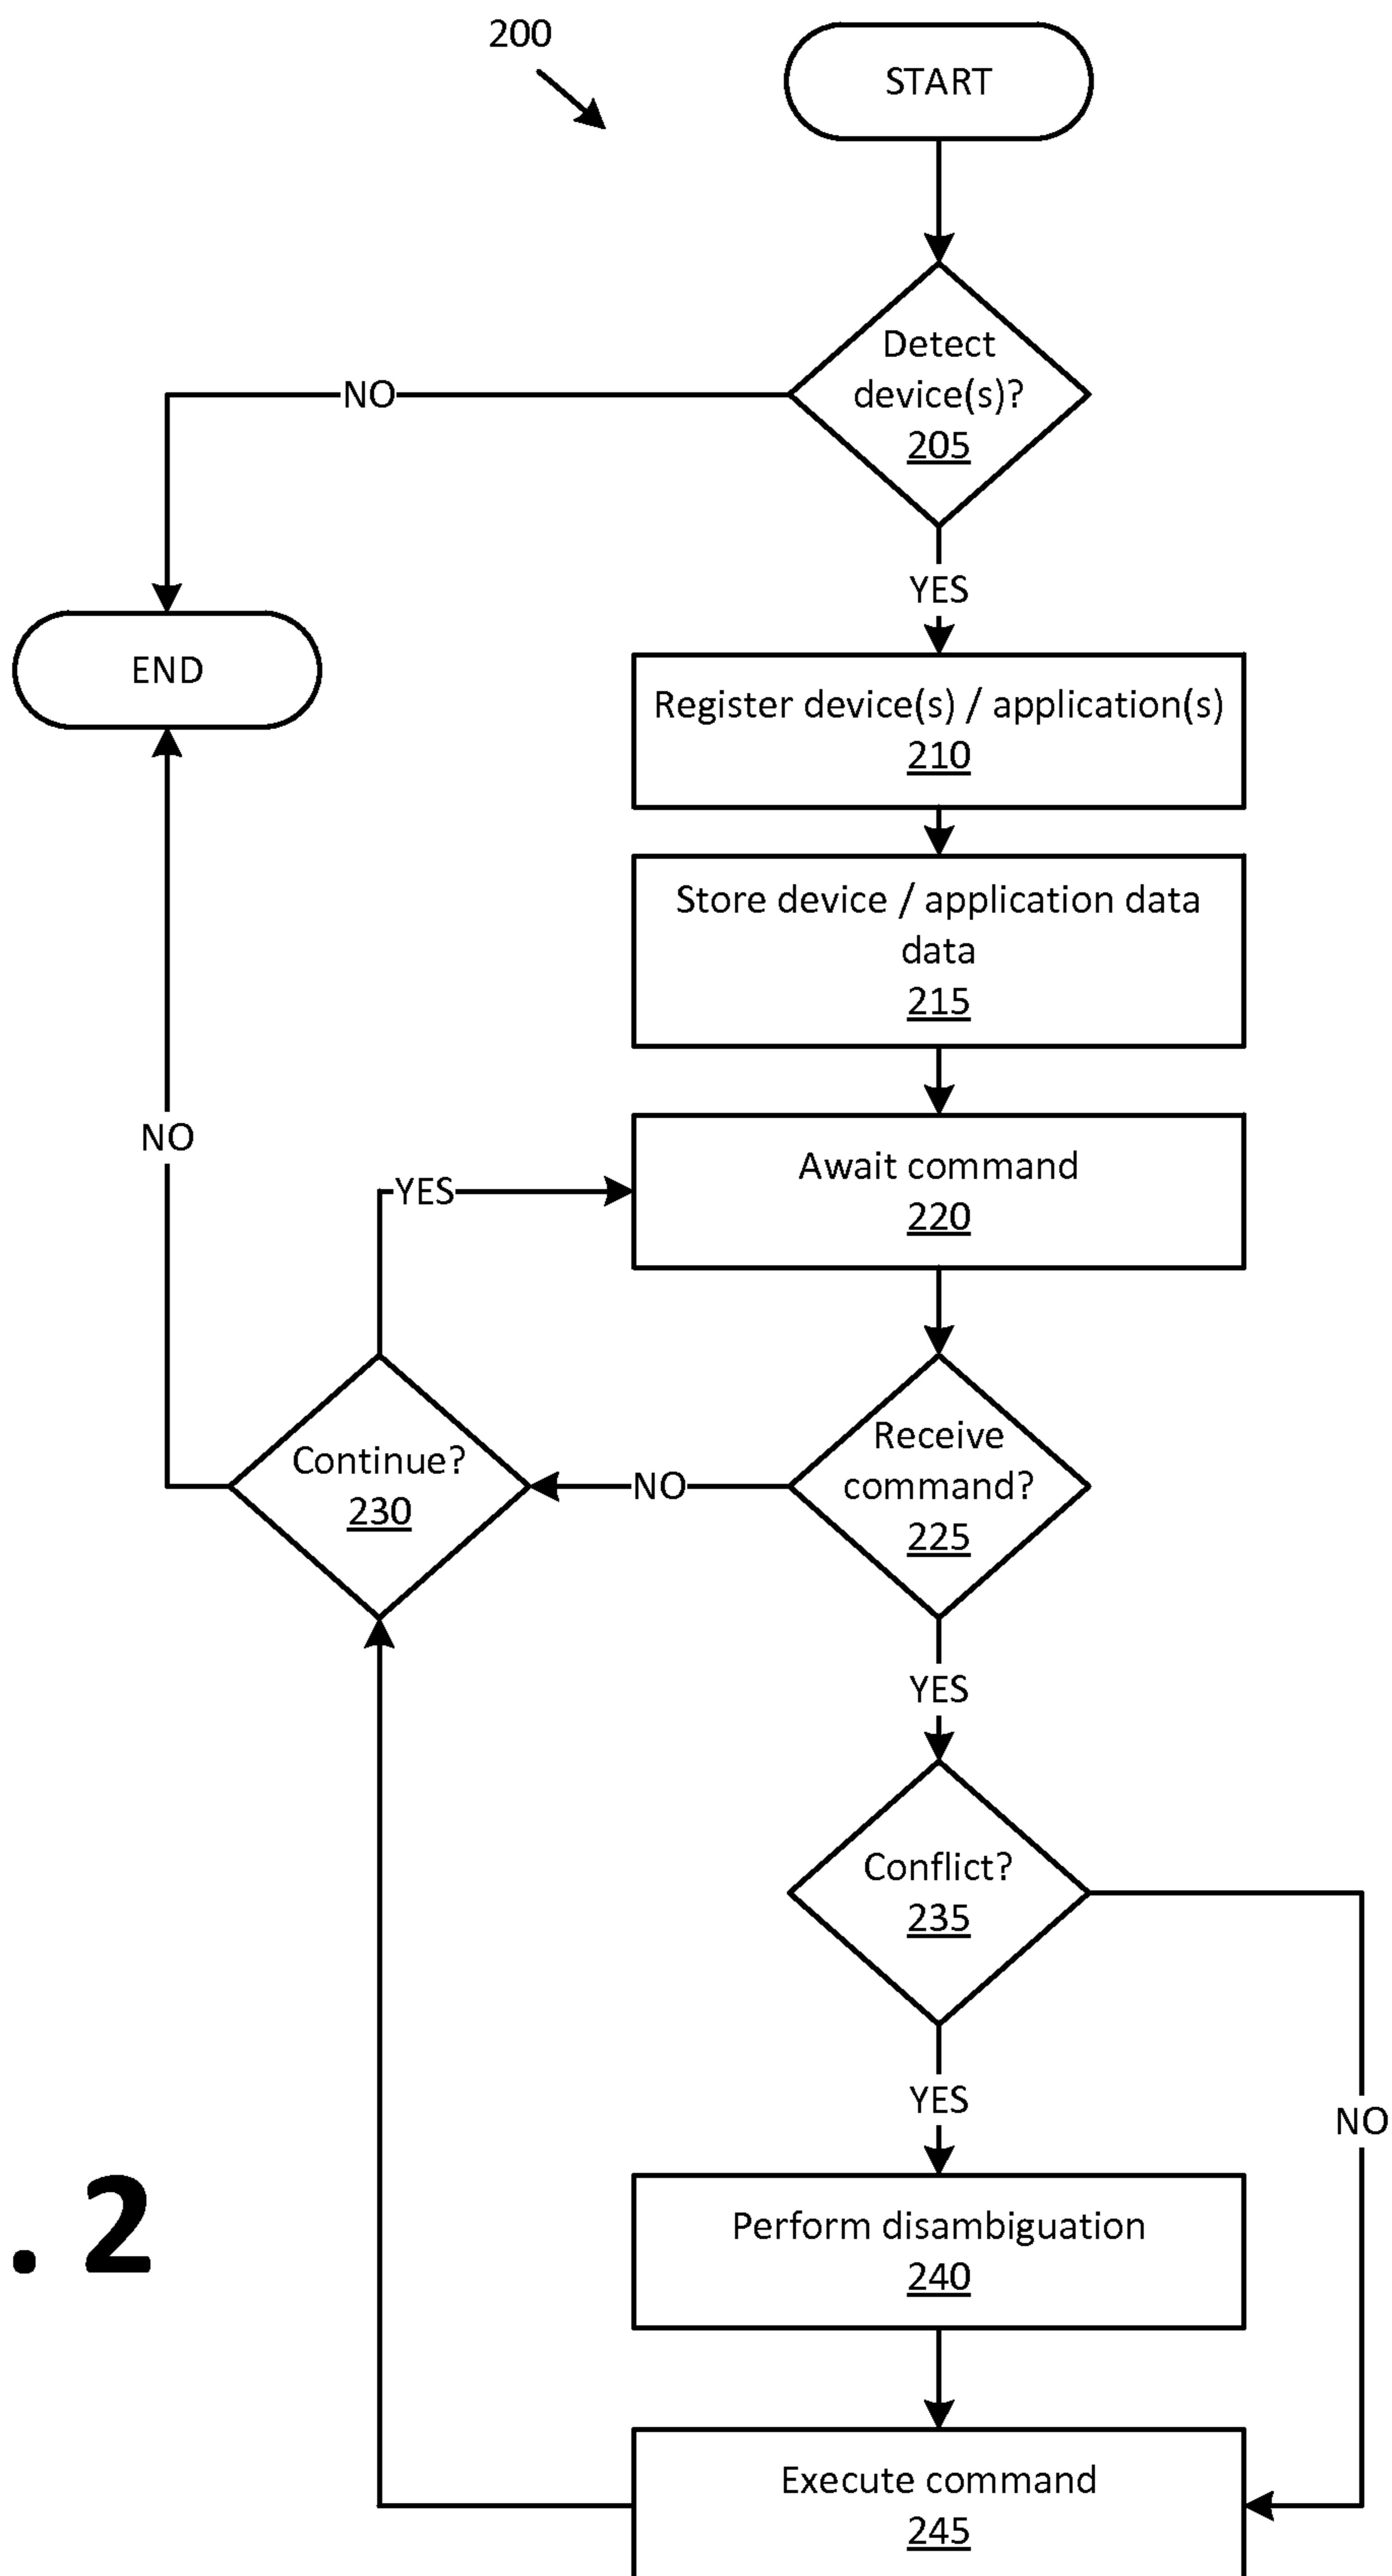 200
START
Detect
device(s)?
205
NO
YES
END
Register device(s) / application(s)
210
Store device / application data
data
215
NO
Await command
220
YES
Receive
command?
225
NO
Continue?
230
YES
Conflict?
235
YES
NO
Perform disambiguation
240
. 2
Execute command
245